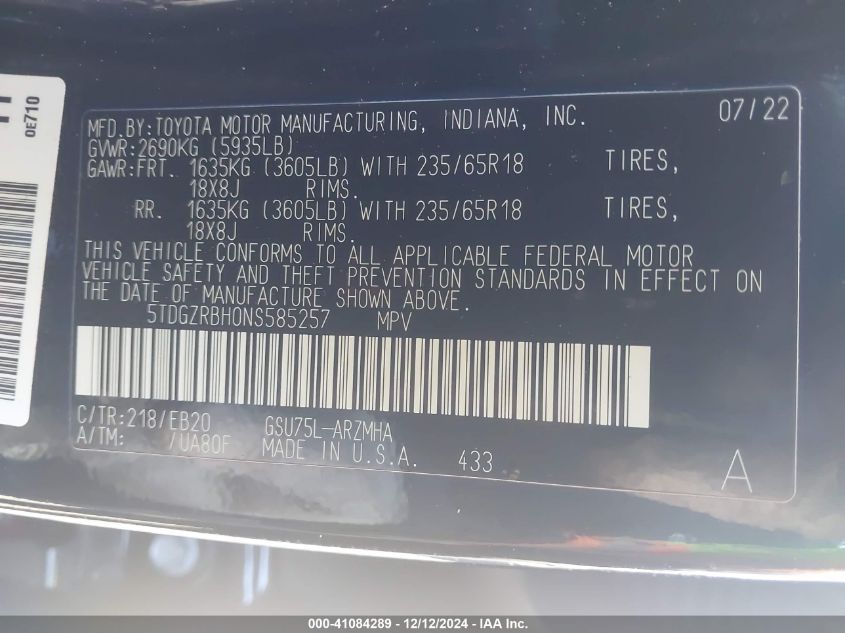 0E710
MFD.BY:TOYOTA MOTOR MANUFACTURING, INDIANA, INC. 07/22
GVWR:2690KG (5935LB)
GAWR:FRT. 1635KG (3605LB) WITH 235/65R18 TIRES,
18X8J RIMS.
RR. 1635KG (3605LB) WITH 235/65R18 TIRES,
18X8J RIMS.
THIS VEHICLE CONFORMS TO ALL APPLICABLE FEDERAL MOTOR
VEHICLE SAFETY AND THEFT PREVENTION STANDARDS IN EFFECT ON
THE DATE OF MANUFACTURE SHOWN ABOVE.
5TDGZRBH0NS585257 MPV
C/TR:218/EB20 GSU75L-ARZMHA
A/TM: /UA80F MADE IN U.S.A. 433 A
000-41084289 - 12/12/2024 - IAA Inc.